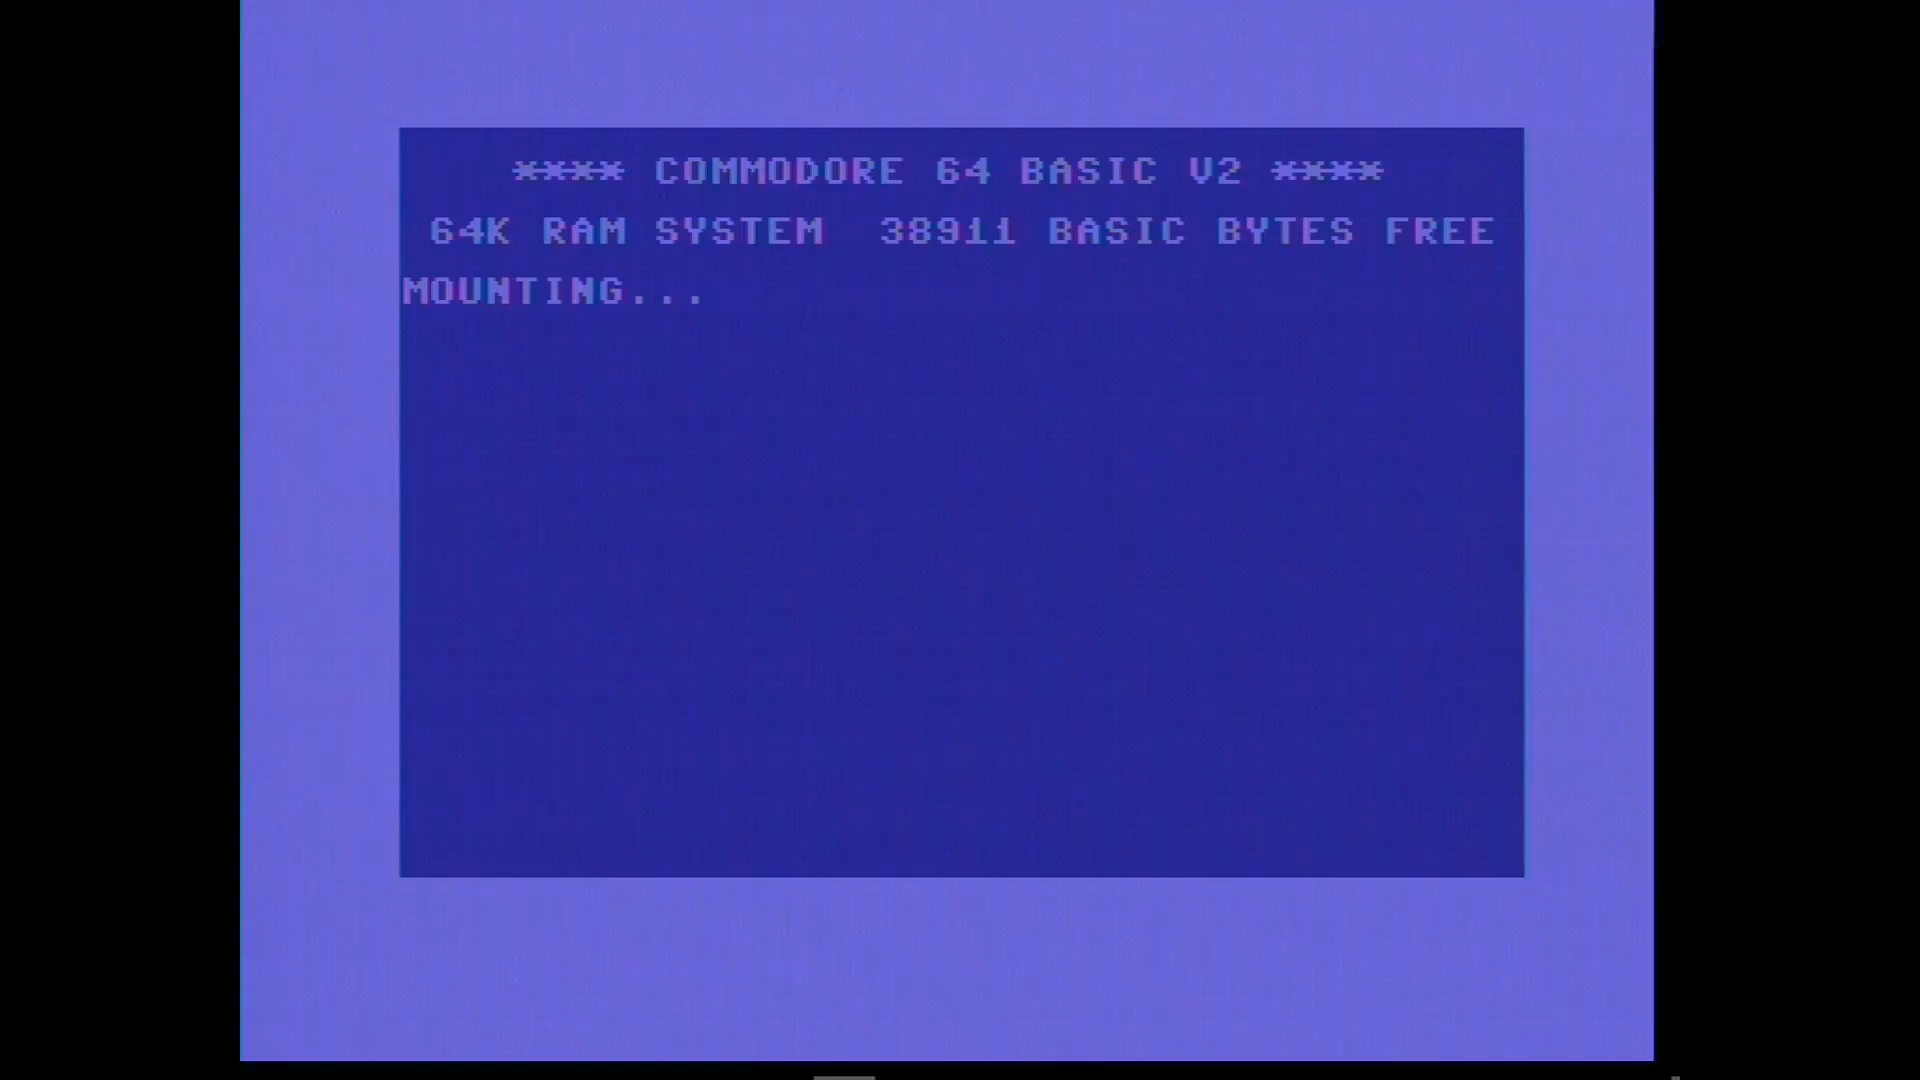 **** COMMODORE 64 BASIC V2 ****
64K RAM SYSTEM  38911 BASIC BYTES FREE
MOUNTING...